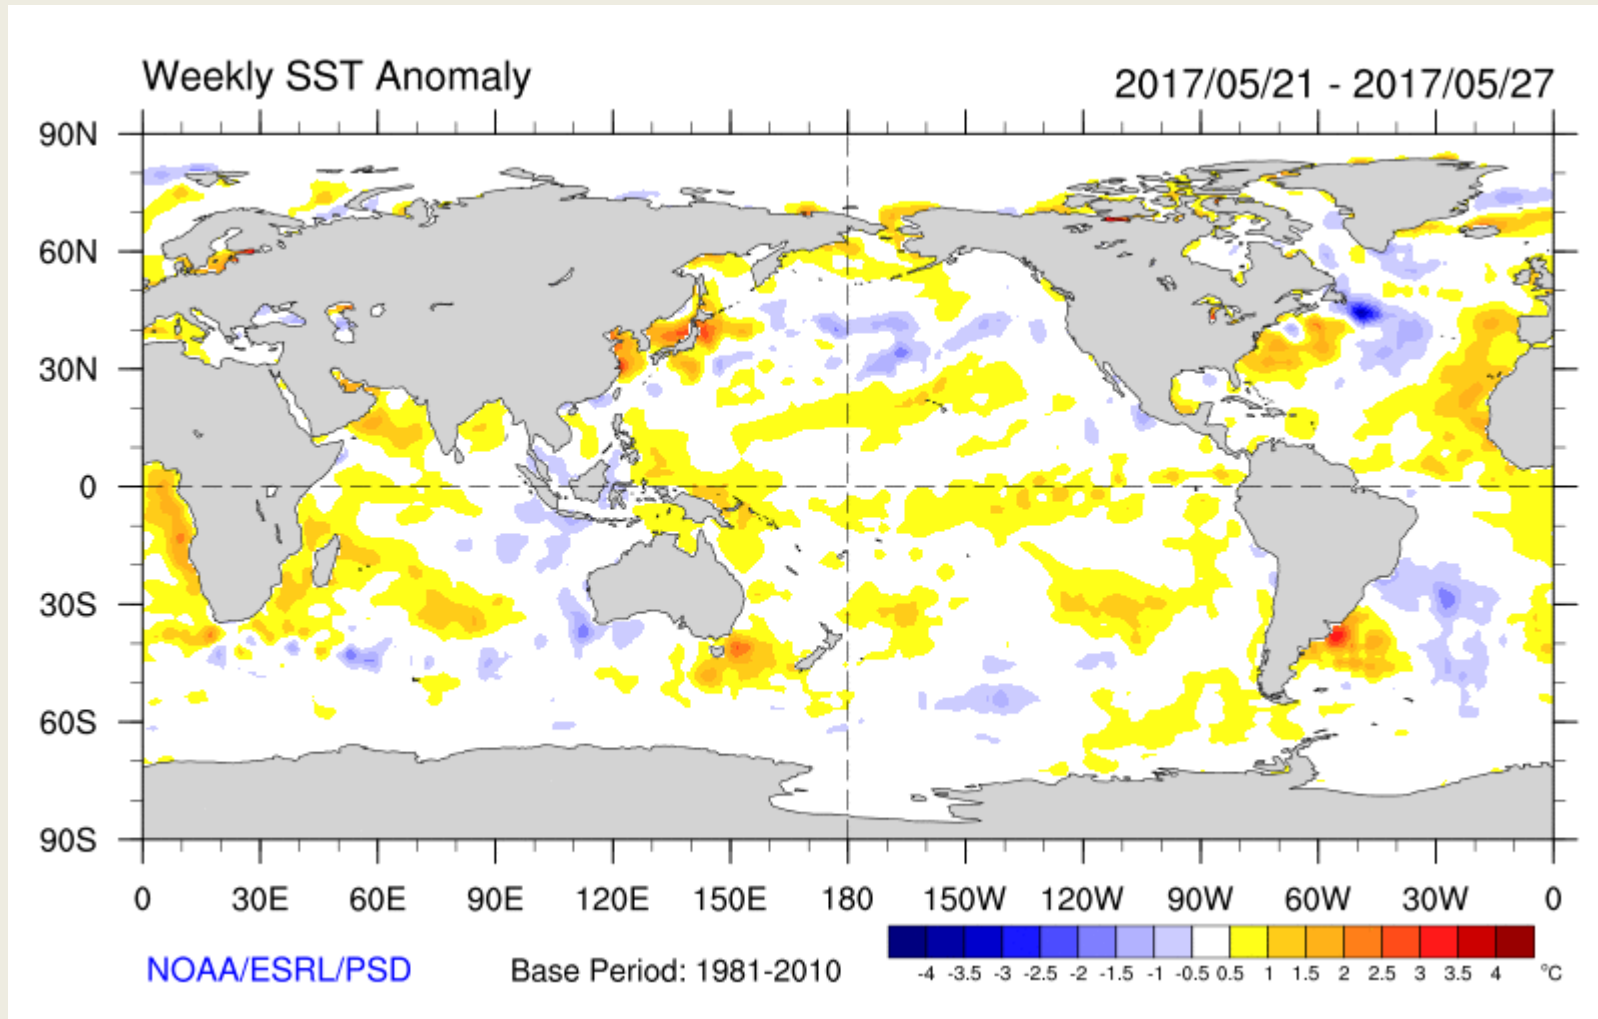 Weekly SST Anomaly 2017/05/21 - 2017/05/27
90N
60N
30N
0
30S
60S
90S
0 30E 60E 90E 120E 150E 180 150W 120W 90W 60W 30W 0
-4 -3.5 -3 -2.5 -2 -1.5 -1 -0.5 0.5 1 1.5 2 2.5 3 3.5 4 °C
NOAA/ESRL/PSD Base Period: 1981-2010